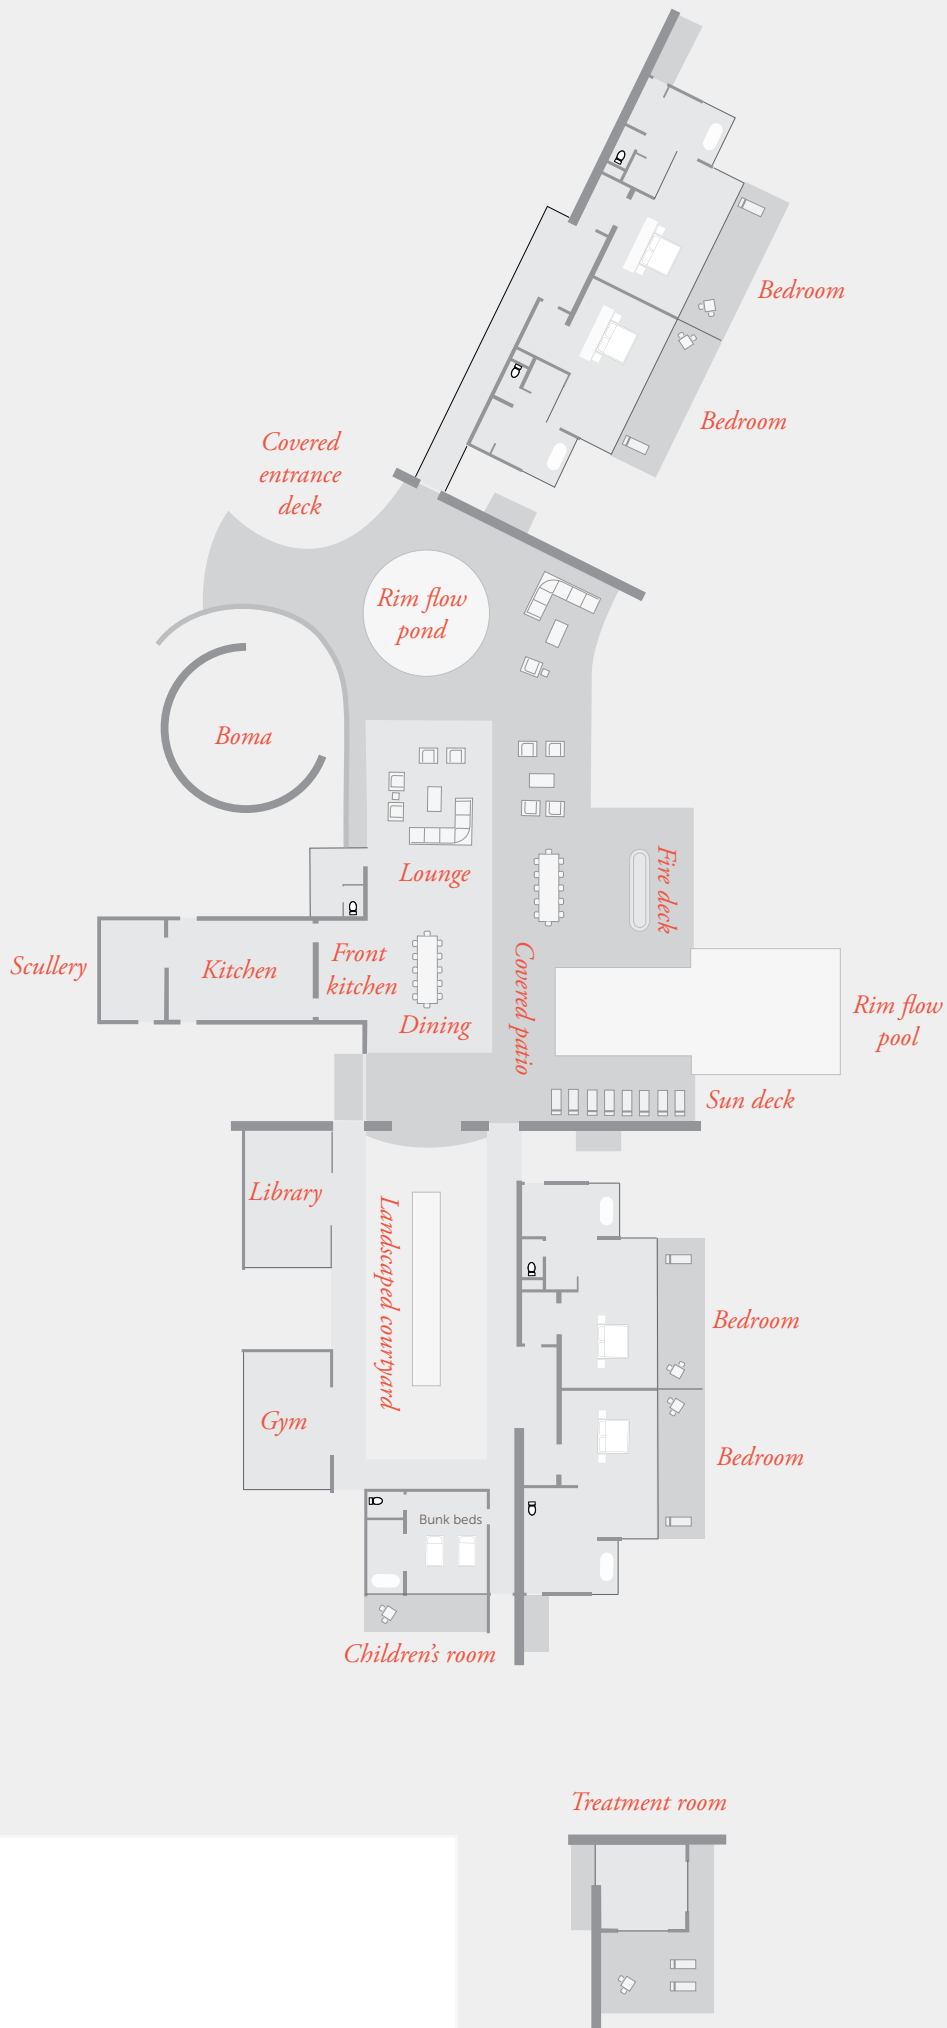 Bedroom
Bedroom
Covered
entrance
deck
Rim flow
pond
Boma
Lounge
Fire deck
Scullery
Kitchen
Front
kitchen
Dining
Covered patio
Rim flow
pool
Sun deck
Library
Landscaped courtyard
Bedroom
Gym
Bedroom
Bunk beds
Children’s room
Treatment room